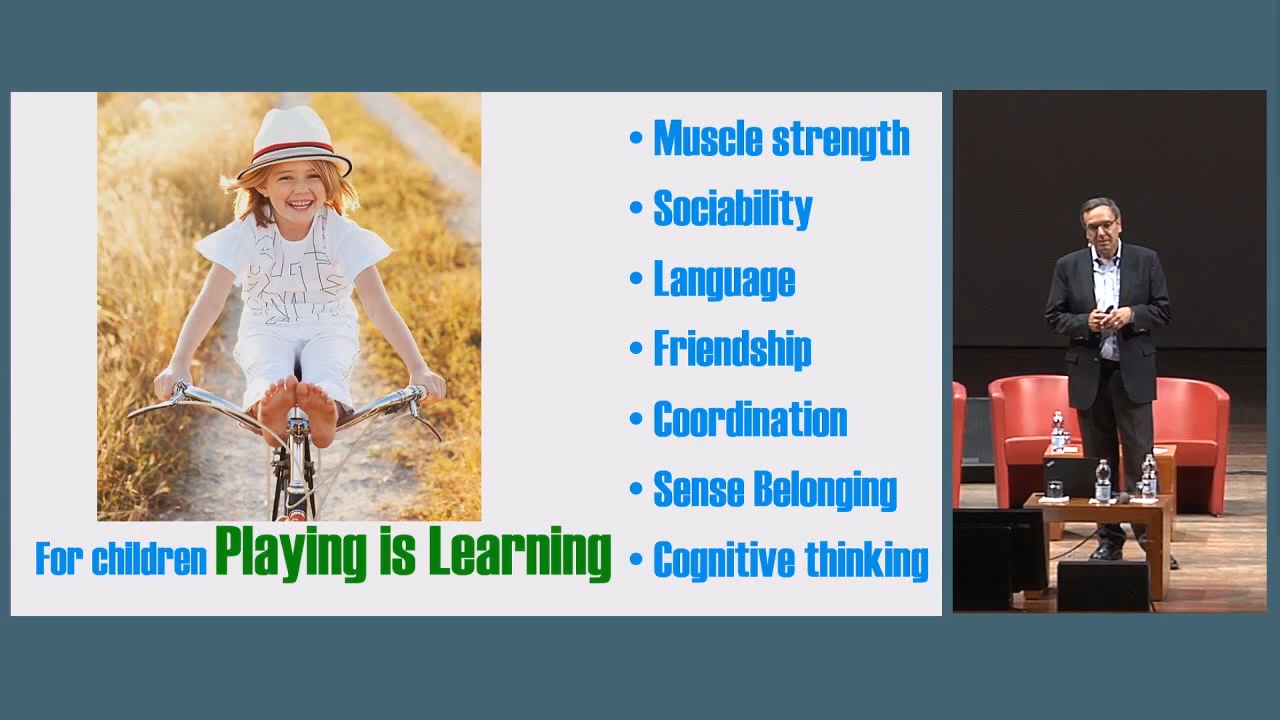 • Muscle strength
• Sociability
• Language
• Friendship
• Coordination
• Sense Belonging
• Cognitive thinking
For children Playing is Learning